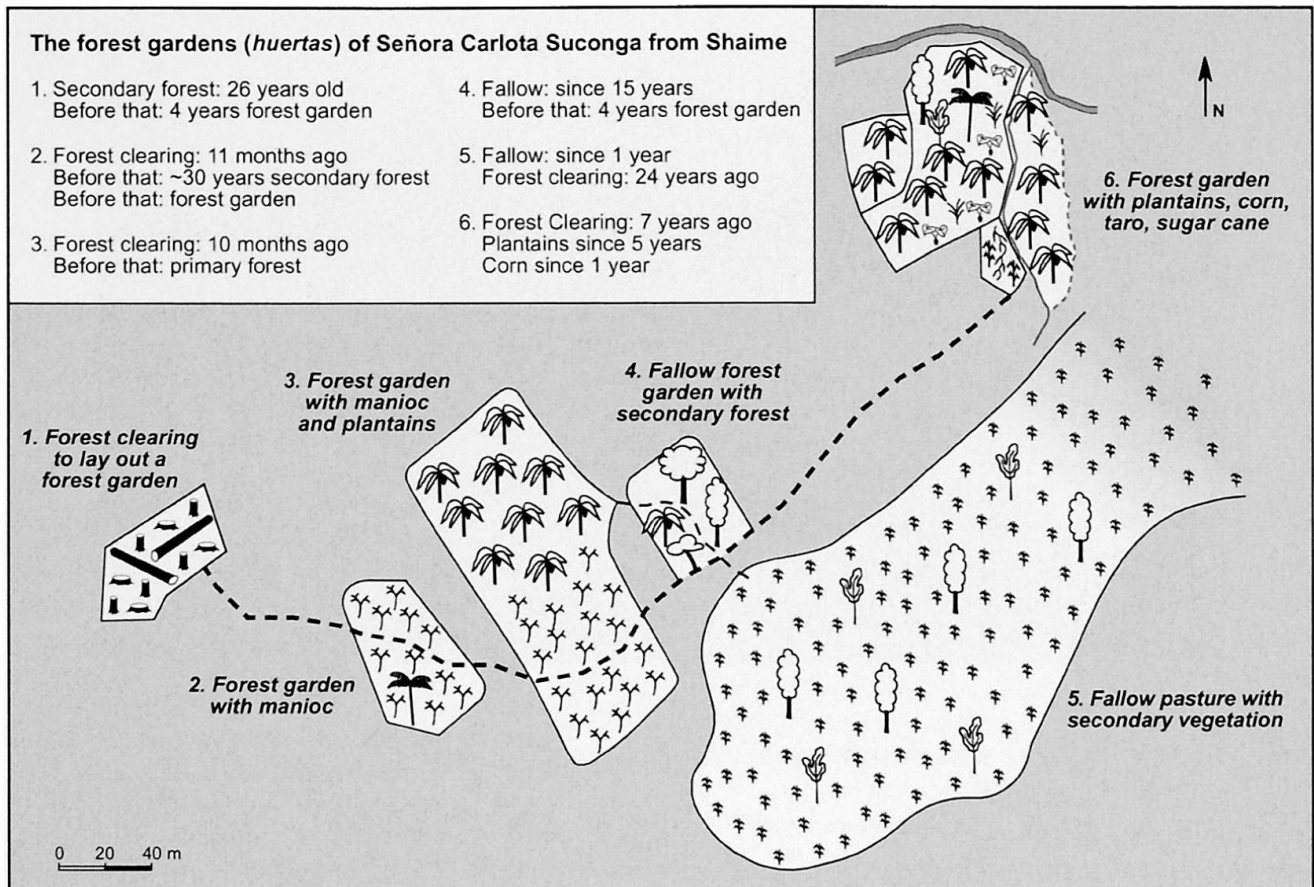 The forest gardens (huertas) of Señora Carlota Suconga from Shaime
1. Secondary forest: 26 years old
Before that: 4 years forest garden
2. Forest clearing: 11 months ago
Before that: ~30 years secondary forest
Before that: forest garden
3. Forest clearing: 10 months ago
Before that: primary forest
4. Fallow: since 15 years
Before that: 4 years forest garden
5. Fallow: since 1 year
Forest clearing: 24 years ago
6. Forest Clearing: 7 years ago
Plantains since 5 years
Corn since 1 year
N
6. Forest garden
with plantains, corn,
taro, sugar cane
3. Forest garden
with manioc
and plantains
4. Fallow forest
garden with
secondary forest
1. Forest clearing
to lay out a
forest garden
2. Forest garden
with manioc
5. Fallow pasture with
secondary vegetation
0 20 40 m